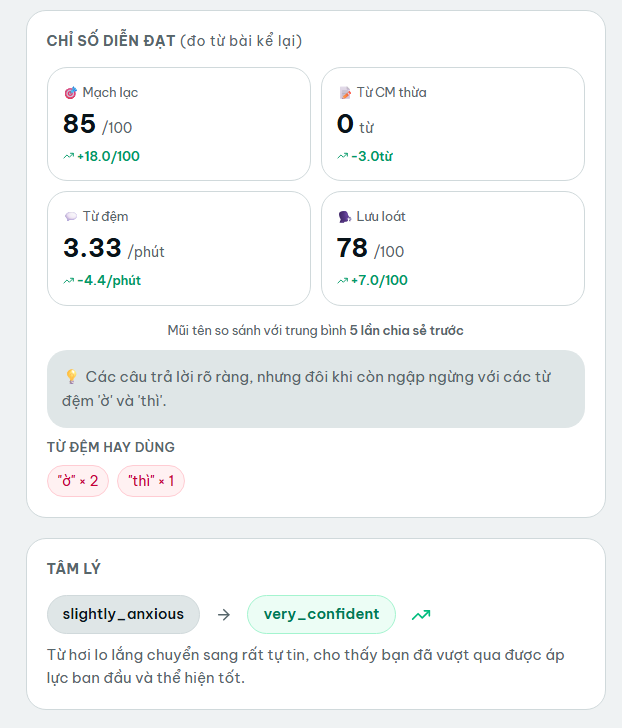 CHỈ SỐ DIỄN ĐẠT (đo từ bài kể lại)
Mạch lạc
85 /100
+18.0/100
Từ CM thừa
0 từ
-3.0từ
Từ đệm
3.33 /phút
-4.4/phút
Lưu loát
78 /100
+7.0/100
Mũi tên so sánh với trung bình 5 lần chia sẻ trước
Các câu trả lời rõ ràng, nhưng đôi khi còn ngập ngừng với các từ
đệm 'ờ' và 'thì'.
TỪ ĐỆM HAY DÙNG
"ờ" × 2 "thì" × 1
TÂM LÝ
slightly_anxious → very_confident
Từ hơi lo lắng chuyển sang rất tự tin, cho thấy bạn đã vượt qua được áp
lực ban đầu và thể hiện tốt.